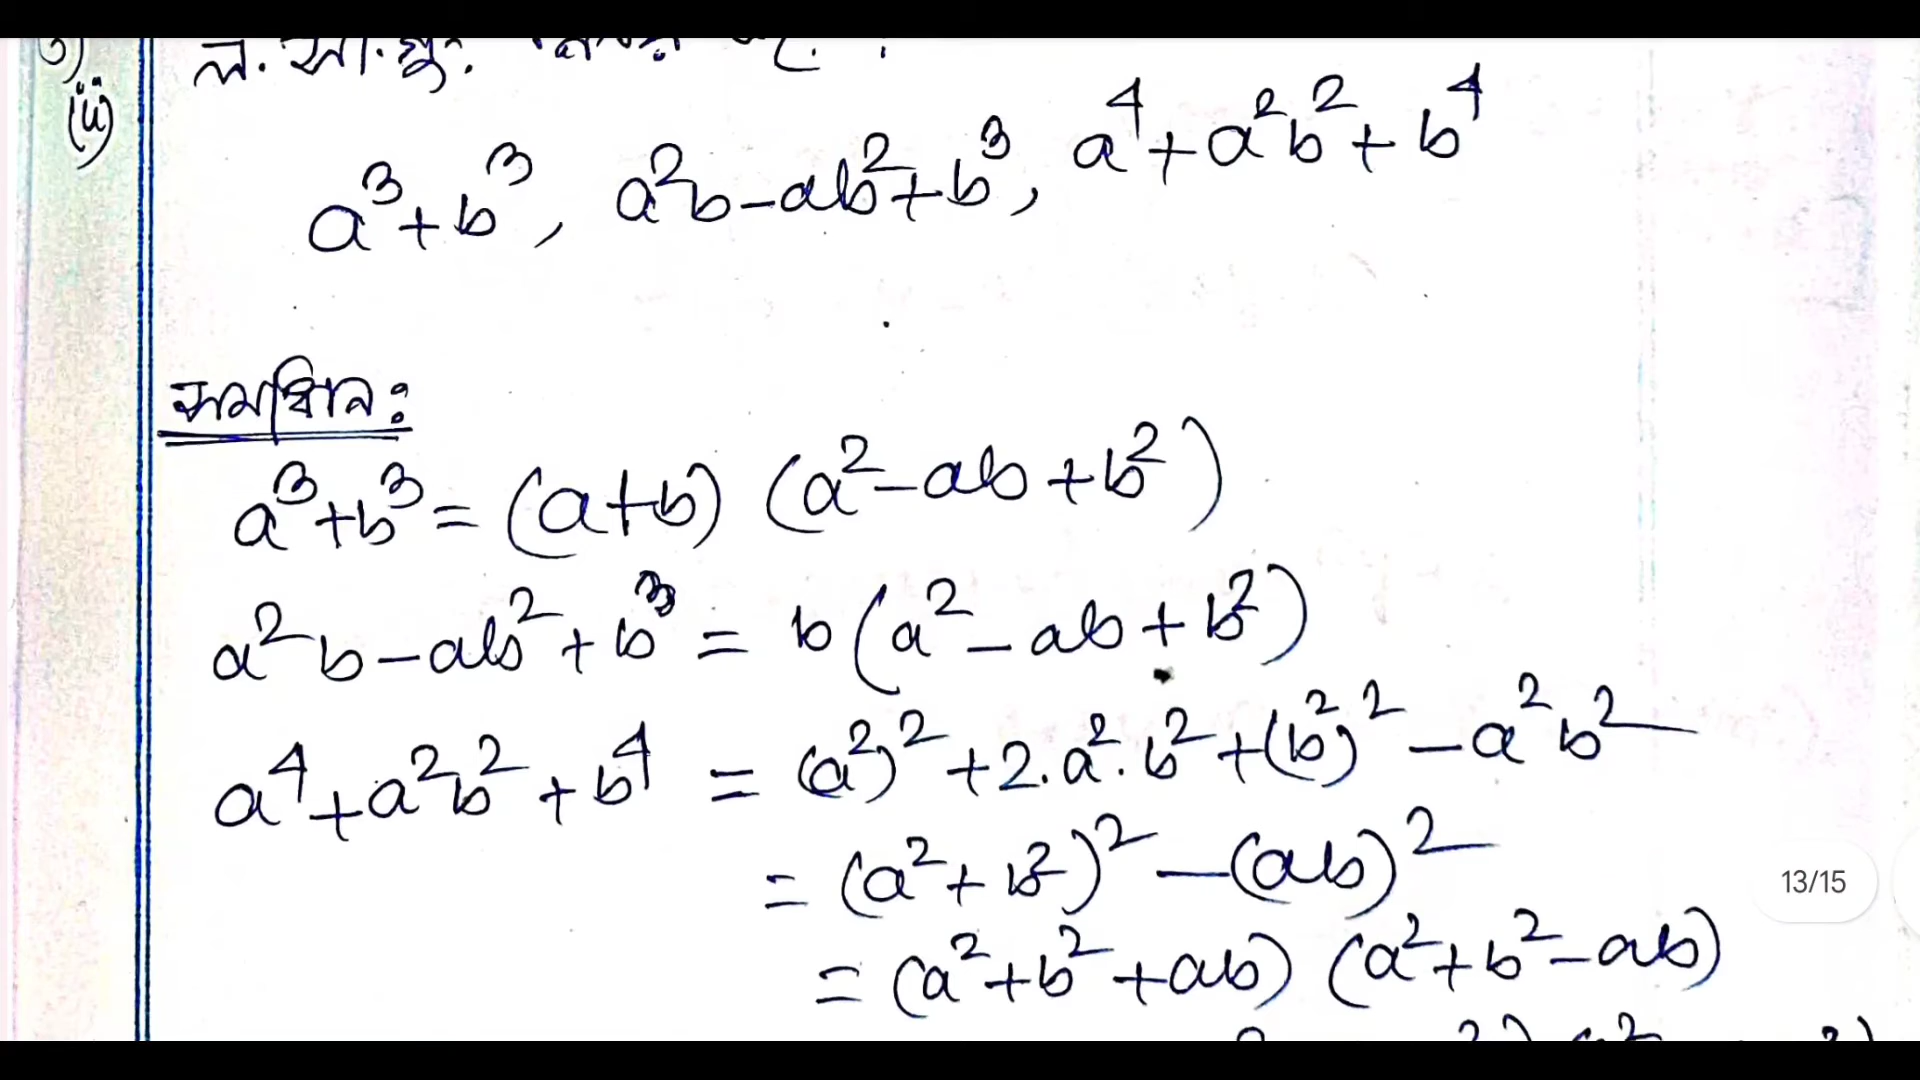 (ii)
ল.সা.গু.
a³+b³, a²b-ab²+b³, a⁴+a²b²+b⁴
সমাধান:
a³+b³ = (a+b) (a²-ab+b²)
a²b-ab²+b³ = b(a²-ab+b²)
a⁴+a²b²+b⁴ = (a²)²+2.a².b²+(b²)²-a²b²
= (a²+b²)²-(ab)²
= (a²+b²+ab) (a²+b²-ab)
13/15